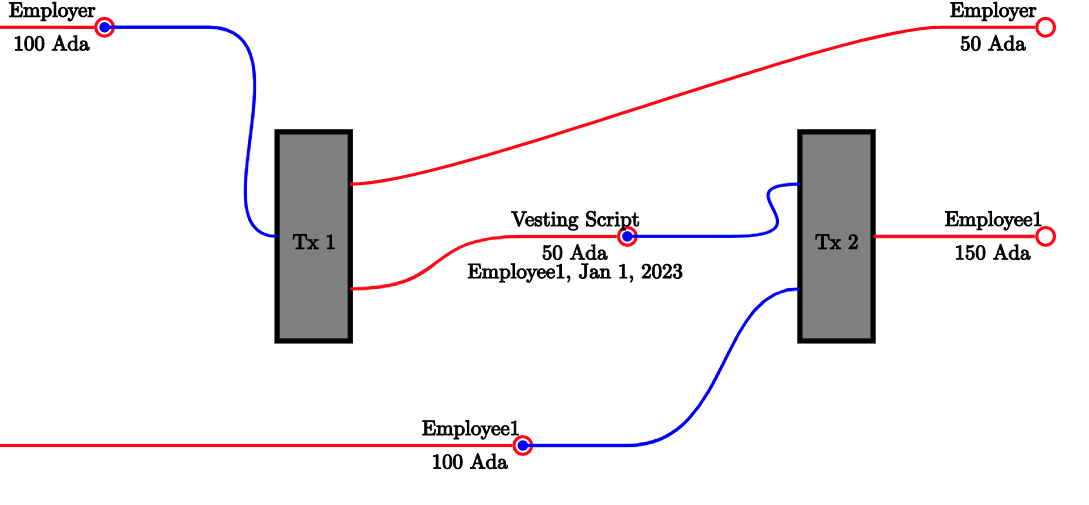 Employer
100 Ada
Employer
50 Ada
Tx 1
Vesting Script
50 Ada
Employee1, Jan 1, 2023
Tx 2
Employee1
150 Ada
Employee1
100 Ada